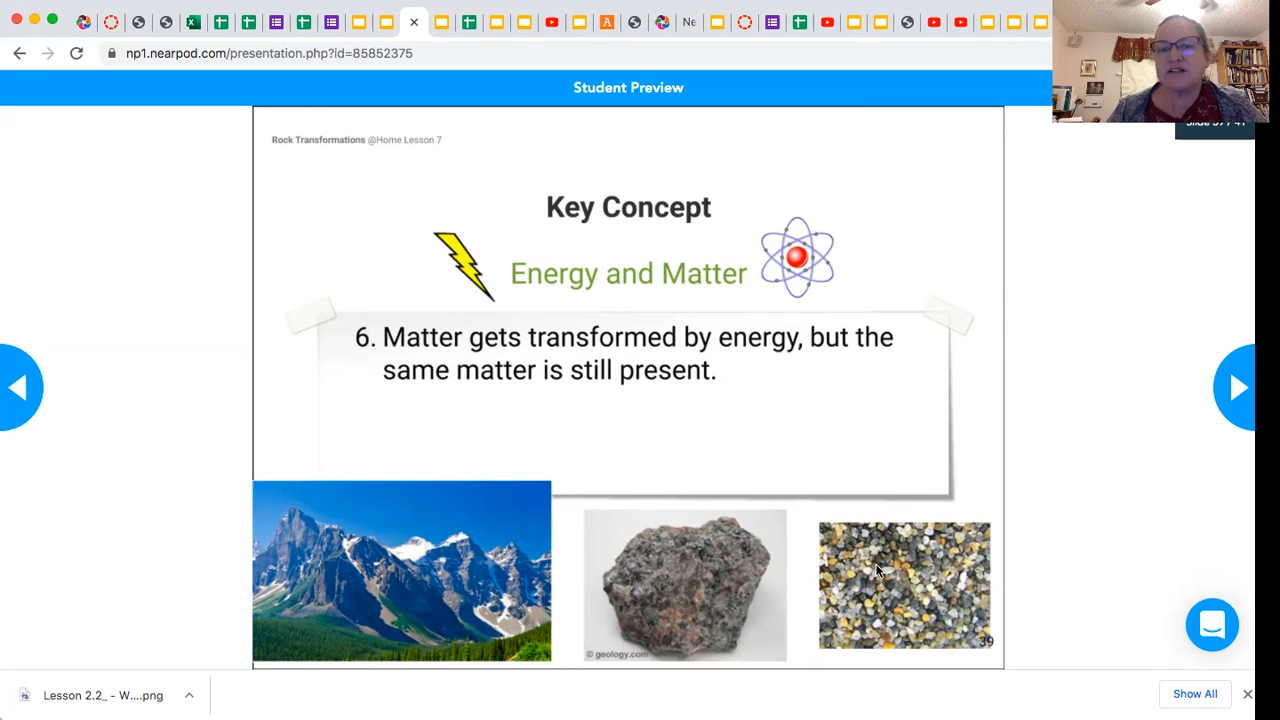 Ne
np1.nearpod.com/presentation.php?id=85852375
Student Preview
Rock Transformations @Home Lesson 7
Key Concept
Energy and Matter
6. Matter gets transformed by energy, but the
same matter is still present.
© geology.com
39
Lesson 2.2_ - W....png
Show All